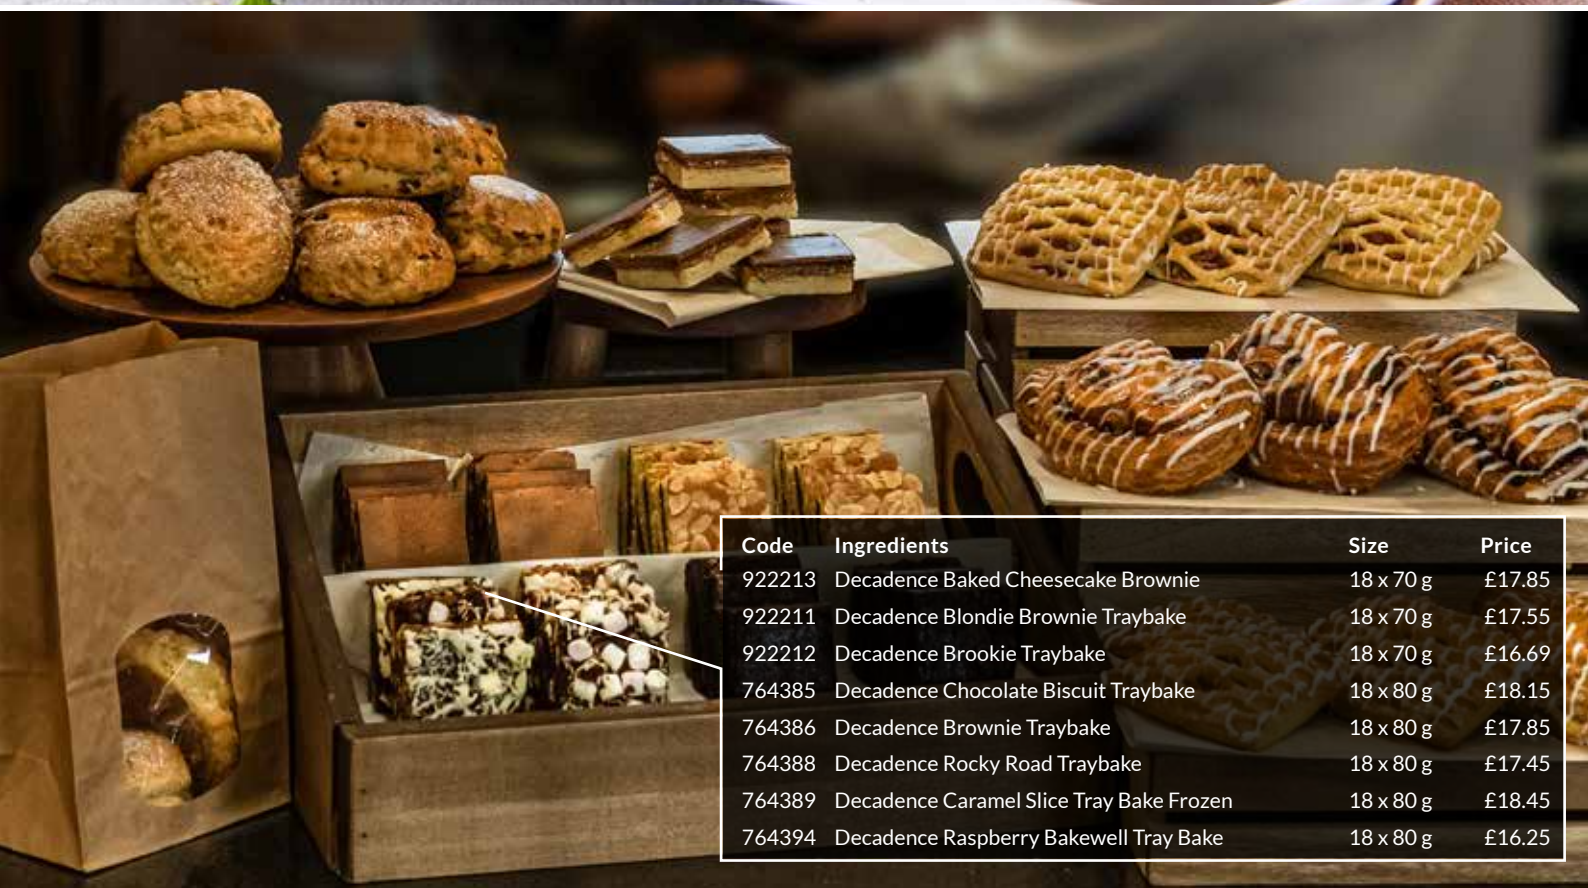 Code Ingredients Size Price
922213 Decadence Baked Cheesecake Brownie 18 x 70 g £17.85
922211 Decadence Blondie Brownie Traybake 18 x 70 g £17.55
922212 Decadence Brookie Traybake 18 x 70 g £16.69
764385 Decadence Chocolate Biscuit Traybake 18 x 80 g £18.15
764386 Decadence Brownie Traybake 18 x 80 g £17.85
764388 Decadence Rocky Road Traybake 18 x 80 g £17.45
764389 Decadence Caramel Slice Tray Bake Frozen 18 x 80 g £18.45
764394 Decadence Raspberry Bakewell Tray Bake 18 x 80 g £16.25